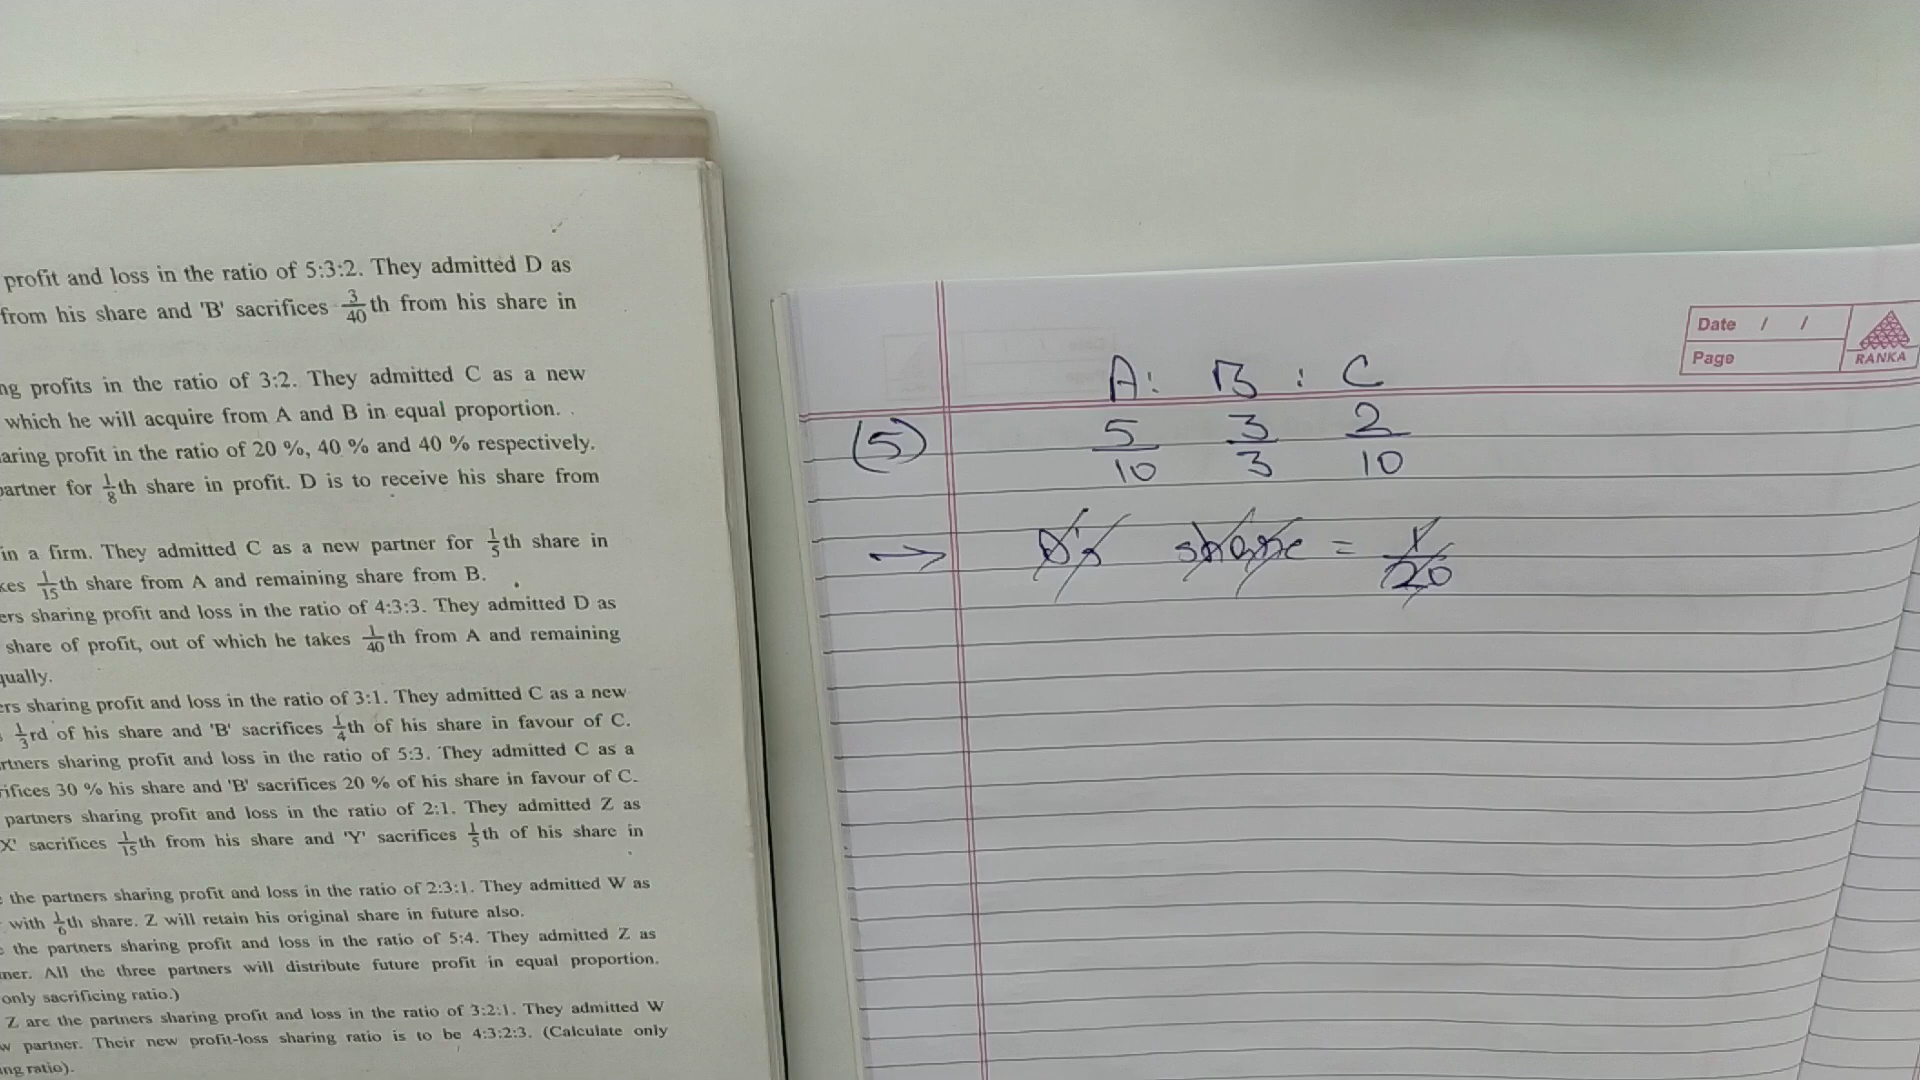 profit and loss in the ratio of 5:3:2. They admitted D as
from his share and 'B' sacrifices 3/40 th from his share in
profits in the ratio of 3:2. They admitted C as a new
which he will acquire from A and B in equal proportion.
profit in the ratio of 20 %, 40 % and 40 % respectively.
for 1/8 th share in profit. D is to receive his share from
in a firm. They admitted C as a new partner for 1/5 th share in
1/15 th share from A and remaining share from B.
sharing profit and loss in the ratio of 4:3:3. They admitted D as
share of profit, out of which he takes 1/40 th from A and remaining
sharing profit and loss in the ratio of 3:1. They admitted C as a new
1/3 rd of his share and 'B' sacrifices 1/4 th of his share in favour of C.
sharing profit and loss in the ratio of 5:3. They admitted C as a
30 % his share and 'B' sacrifices 20 % of his share in favour of C.
partners sharing profit and loss in the ratio of 2:1. They admitted Z as
sacrifices 1/15 th from his share and 'Y' sacrifices 1/5 th of his share in
the partners sharing profit and loss in the ratio of 2:3:1. They admitted W as
with 1/6 th share. Z will retain his original share in future also.
the partners sharing profit and loss in the ratio of 5:4. They admitted Z as
All the three partners will distribute future profit in equal proportion.
only sacrificing ratio.)
Z are the partners sharing profit and loss in the ratio of 3:2:1. They admitted W
partner. Their new profit-loss sharing ratio is to be 4:3:2:3. (Calculate only
ratio).
Date / /
Page
RANKA
A : B : C
(5) 5/10 3/3 2/10
→ D's share = 1/20